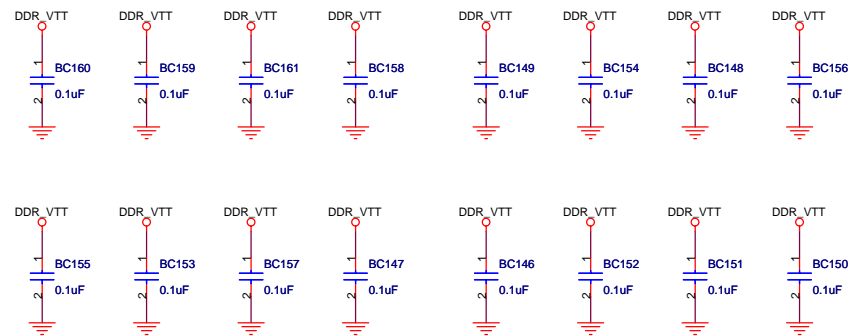 DDR_VTT DDR_VTT DDR_VTT DDR_VTT DDR_VTT DDR_VTT DDR_VTT DDR_VTT
1 1 1 1 1 1 1 1
BC160 BC159 BC161 BC158 BC149 BC154 BC148 BC156
0.1uF 0.1uF 0.1uF 0.1uF 0.1uF 0.1uF 0.1uF 0.1uF
2 2 2 2 2 2 2 2
DDR_VTT DDR_VTT DDR_VTT DDR_VTT DDR_VTT DDR_VTT DDR_VTT DDR_VTT
1 1 1 1 1 1 1 1
BC155 BC153 BC157 BC147 BC146 BC152 BC151 BC150
0.1uF 0.1uF 0.1uF 0.1uF 0.1uF 0.1uF 0.1uF 0.1uF
2 2 2 2 2 2 2 2